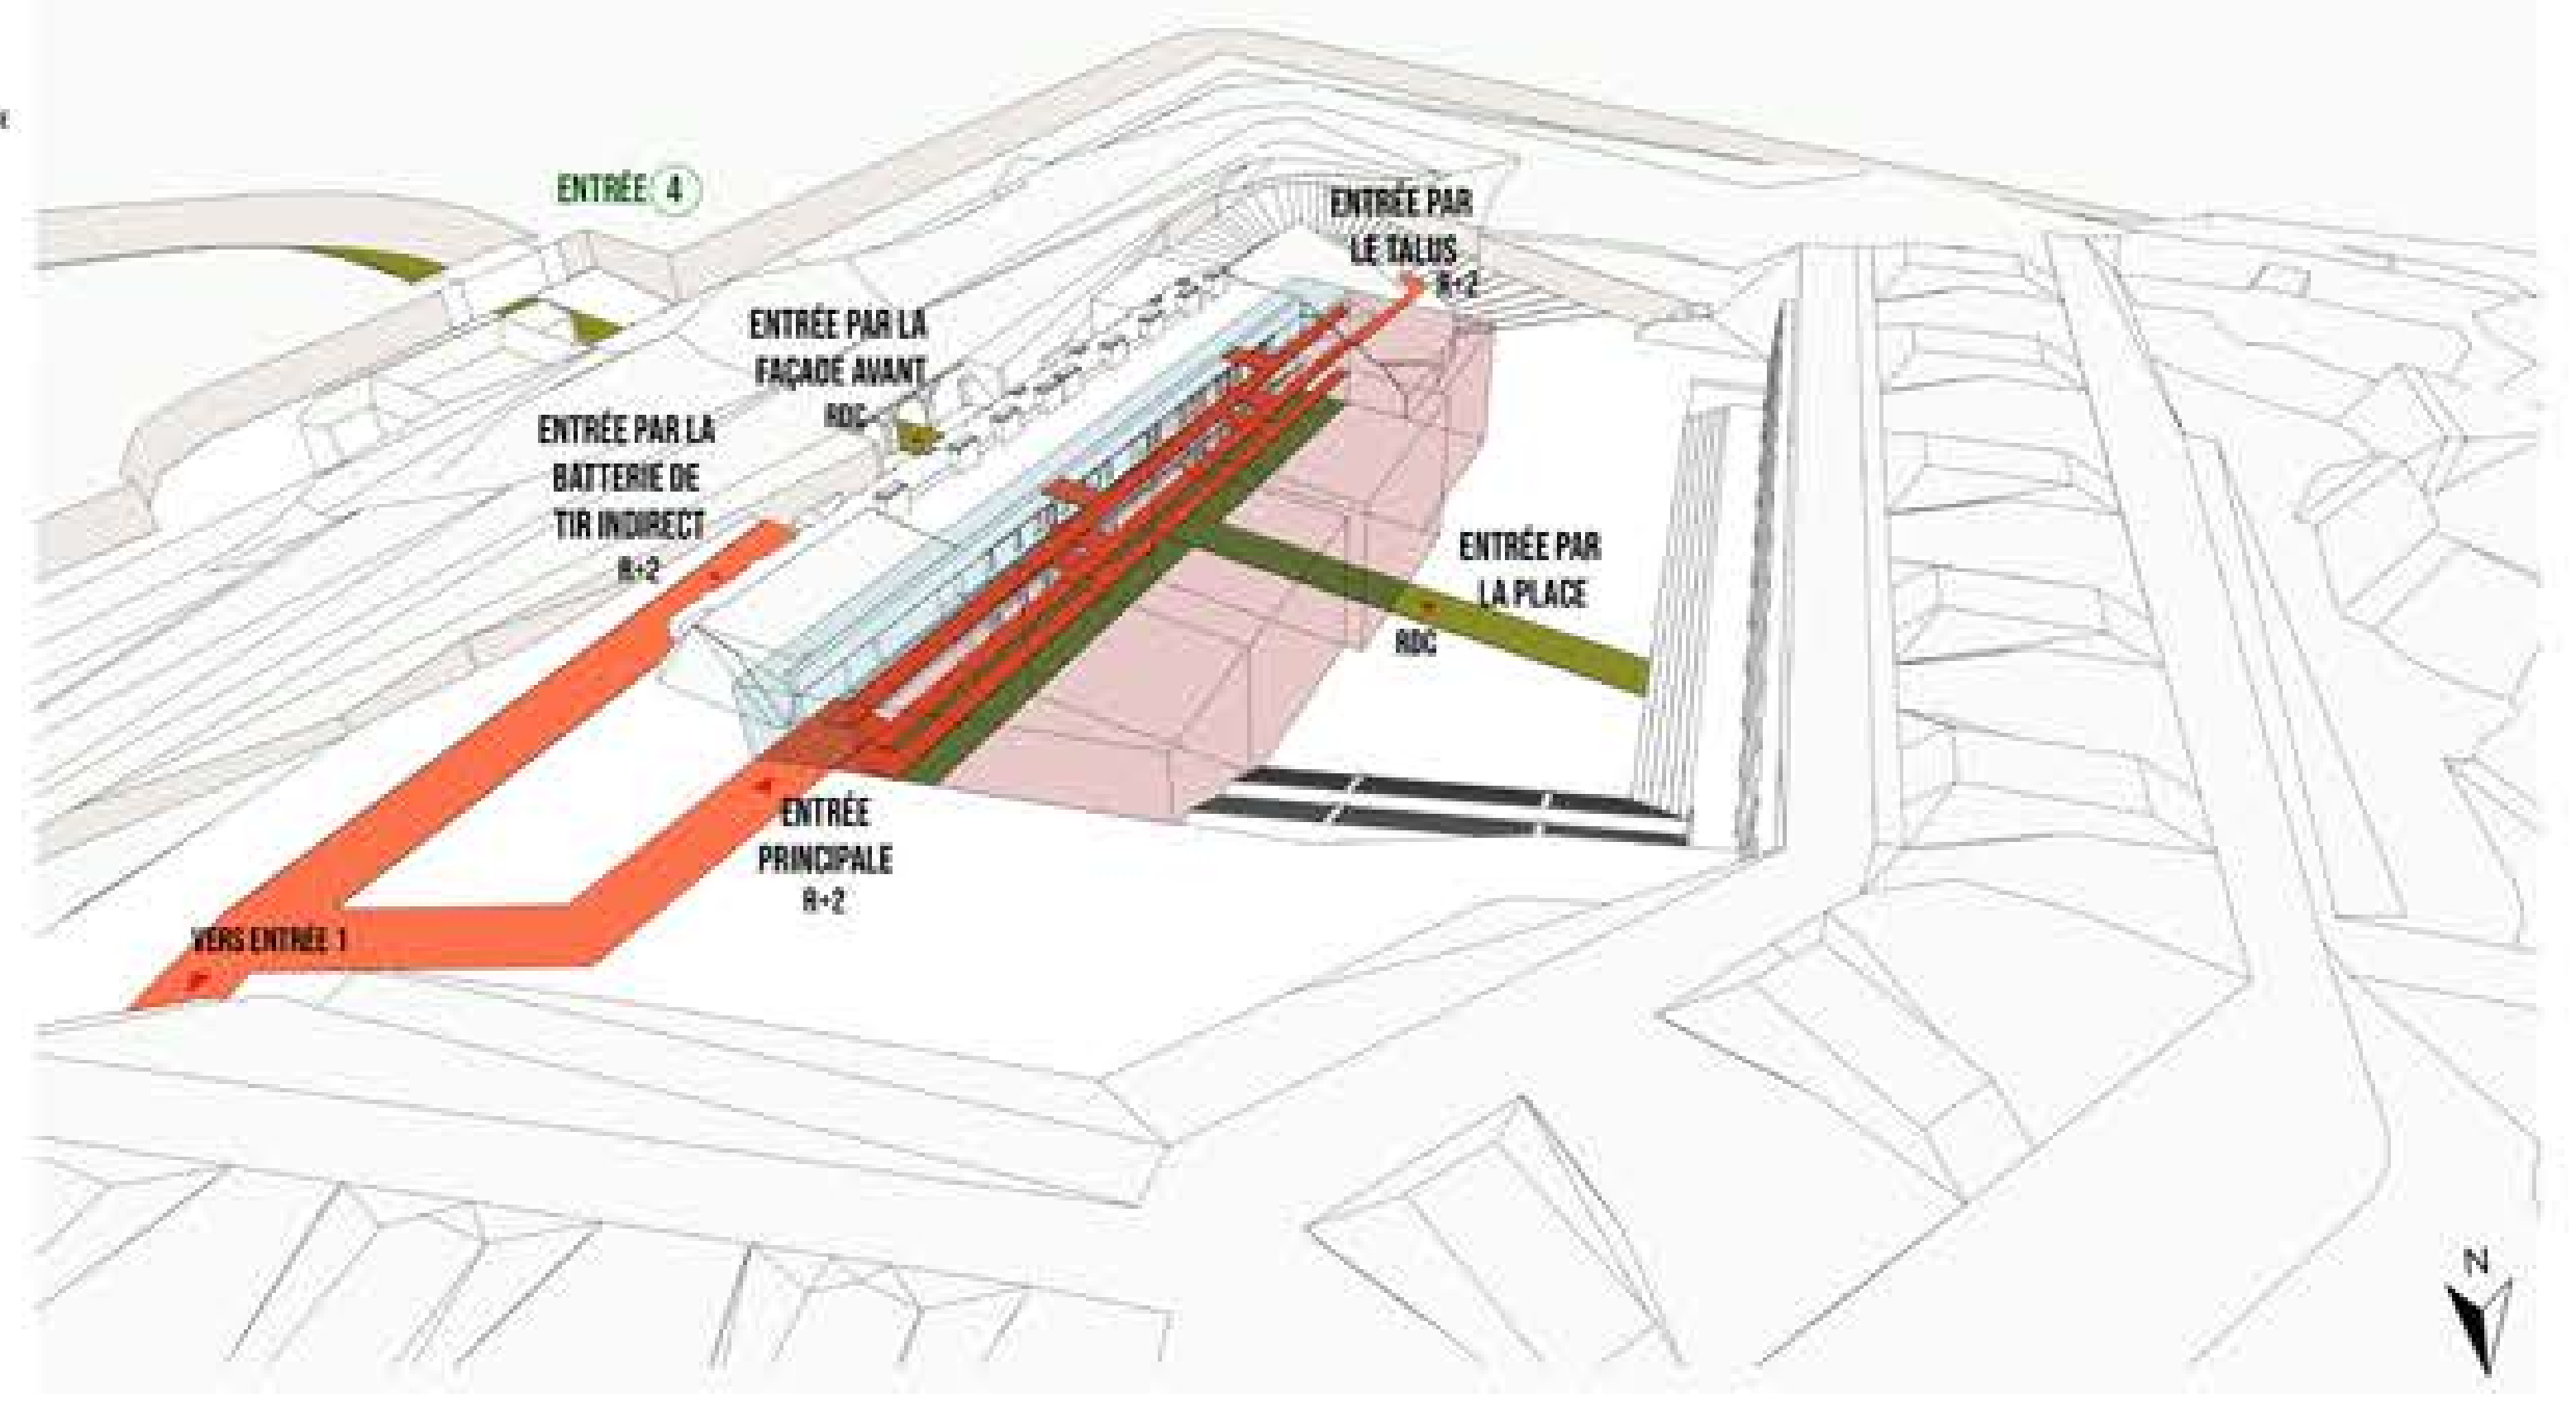 ENTRÉE 4
ENTRÉE PAR
LE TALUS
R+2
ENTRÉE PAR LA
FAÇADE AVANT
RDC
ENTRÉE PAR LA
BATTERIE DE
TIR INDIRECT
R+2
ENTRÉE PAR
LA PLACE
RDC
ENTRÉE
PRINCIPALE
R+2
VERS ENTRÉE 1
N